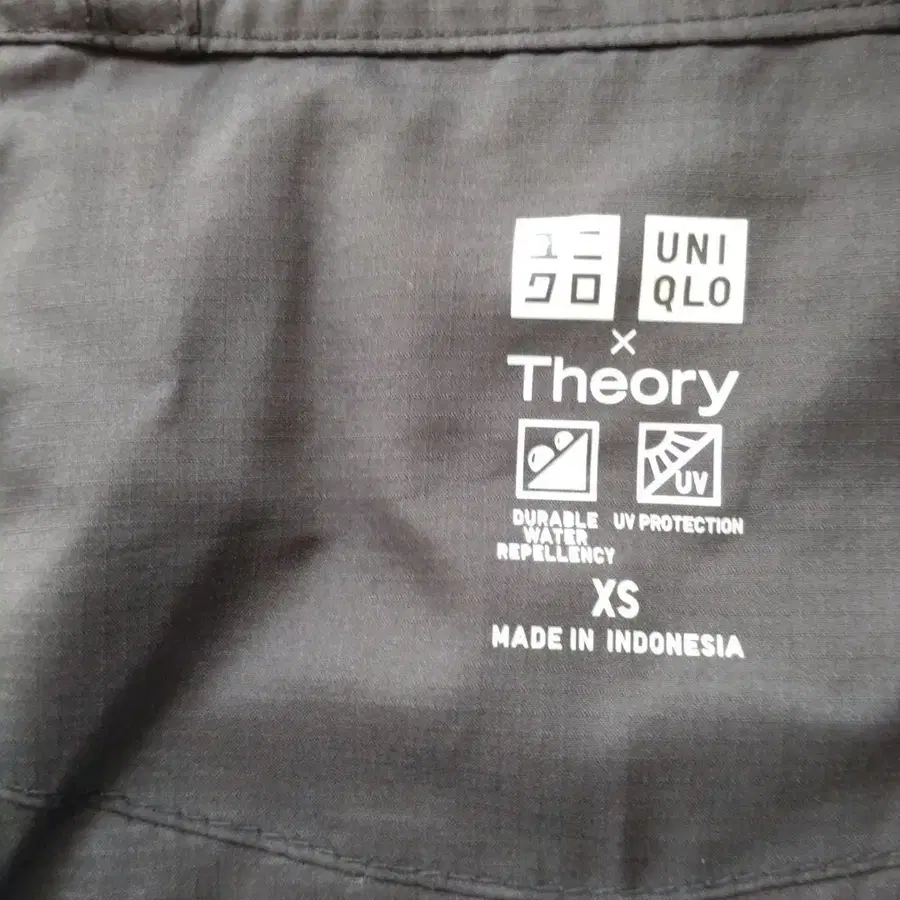 ユニ
クロ
UNI
QLO
×
Theory
UV
DURABLE
WATER
REPELLENCY
UV PROTECTION
XS
MADE IN INDONESIA